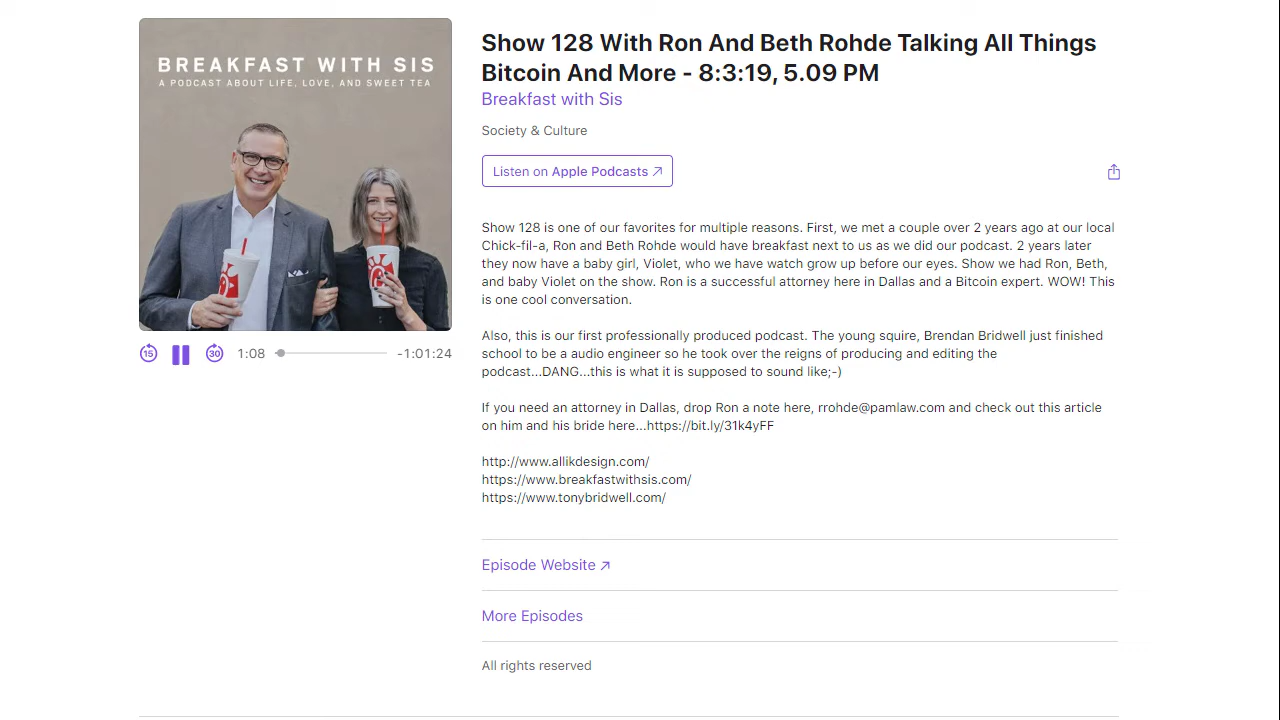 BREAKFAST WITH SIS
A PODCAST ABOUT LIFE, LOVE, AND SWEET TEA
15
30
1:08
-1:01:24
Show 128 With Ron And Beth Rohde Talking All Things
Bitcoin And More - 8:3:19, 5.09 PM
Breakfast with Sis
Society & Culture
Listen on Apple Podcasts ↗
Show 128 is one of our favorites for multiple reasons. First, we met a couple over 2 years ago at our local
Chick-fil-a, Ron and Beth Rohde would have breakfast next to us as we did our podcast. 2 years later
they now have a baby girl, Violet, who we have watch grow up before our eyes. Show we had Ron, Beth,
and baby Violet on the show. Ron is a successful attorney here in Dallas and a Bitcoin expert. WOW! This
is one cool conversation.
Also, this is our first professionally produced podcast. The young squire, Brendan Bridwell just finished
school to be a audio engineer so he took over the reigns of producing and editing the
podcast...DANG...this is what it is supposed to sound like;-)
If you need an attorney in Dallas, drop Ron a note here, rrohde@pamlaw.com and check out this article
on him and his bride here...https://bit.ly/31k4yFF
http://www.allikdesign.com/
https://www.breakfastwithsis.com/
https://www.tonybridwell.com/
Episode Website ↗
More Episodes
All rights reserved